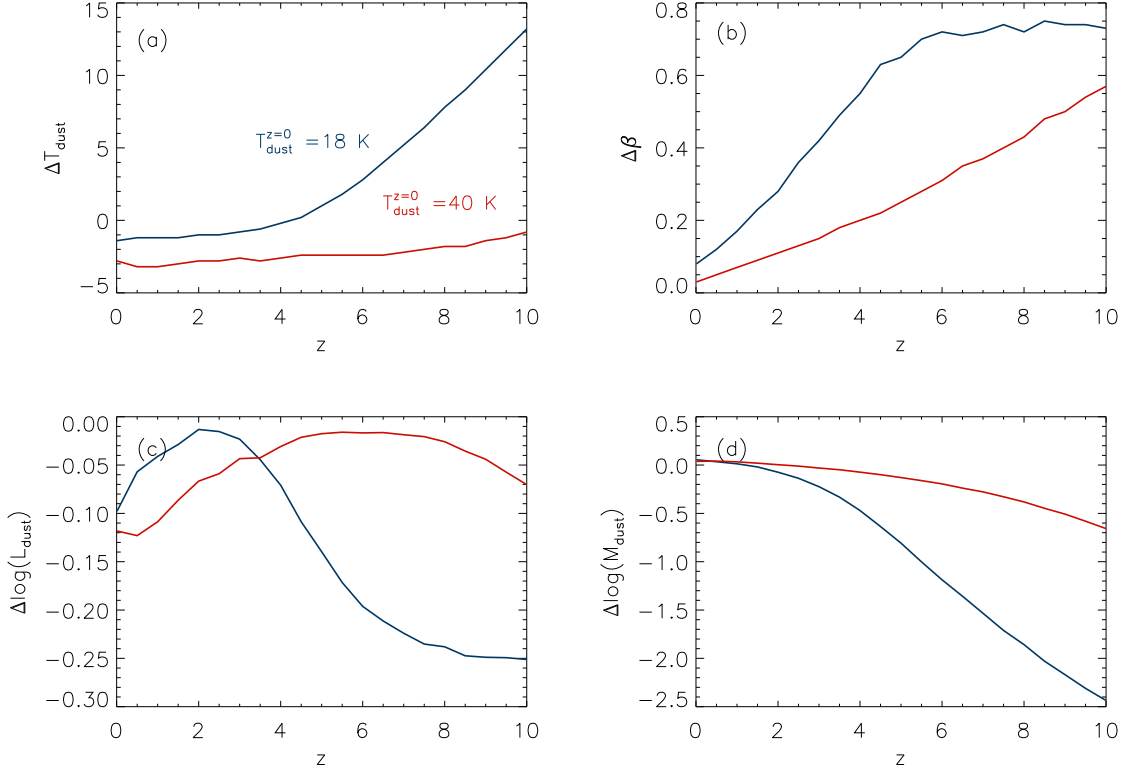 (a)
15
10
5
0
−5
ΔT_dust
T_dust^z=0 =18 K
T_dust^z=0 =40 K
0 2 4 6 8 10
z
(b)
0.8
0.6
0.4
0.2
0.0
Δβ
0 2 4 6 8 10
z
(c)
0.00
−0.05
−0.10
−0.15
−0.20
−0.25
−0.30
Δlog(L_dust)
0 2 4 6 8 10
z
(d)
0.5
0.0
−0.5
−1.0
−1.5
−2.0
−2.5
Δlog(M_dust)
0 2 4 6 8 10
z